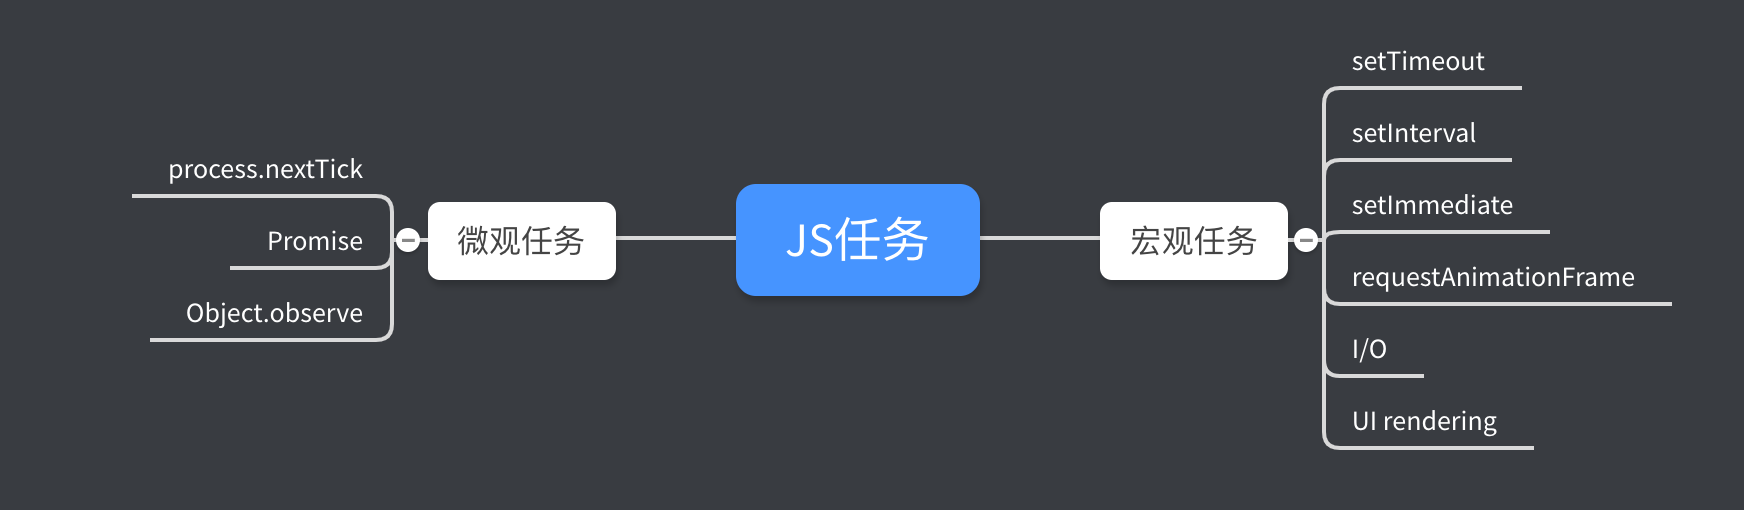 JS任务
微观任务
process.nextTick
Promise
Object.observe
宏观任务
setTimeout
setInterval
setImmediate
requestAnimationFrame
I/O
UI rendering